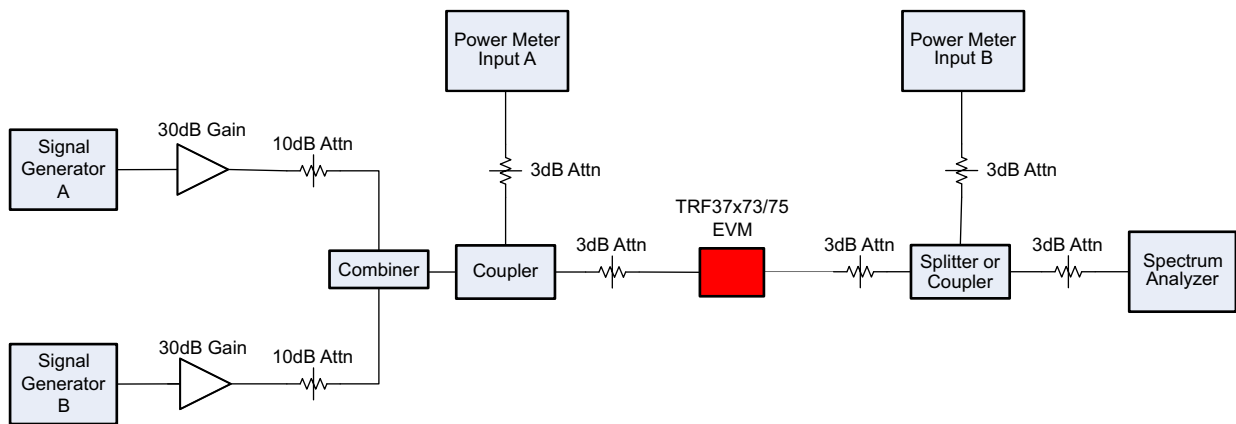 Power Meter
Input A
Power Meter
Input B
30dB Gain
Signal
Generator
A
10dB Attn
3dB Attn
3dB Attn
TRF37x73/75
EVM
3dB Attn
3dB Attn
3dB Attn
Combiner
Coupler
Splitter or
Coupler
Spectrum
Analyzer
30dB Gain
10dB Attn
Signal
Generator
B